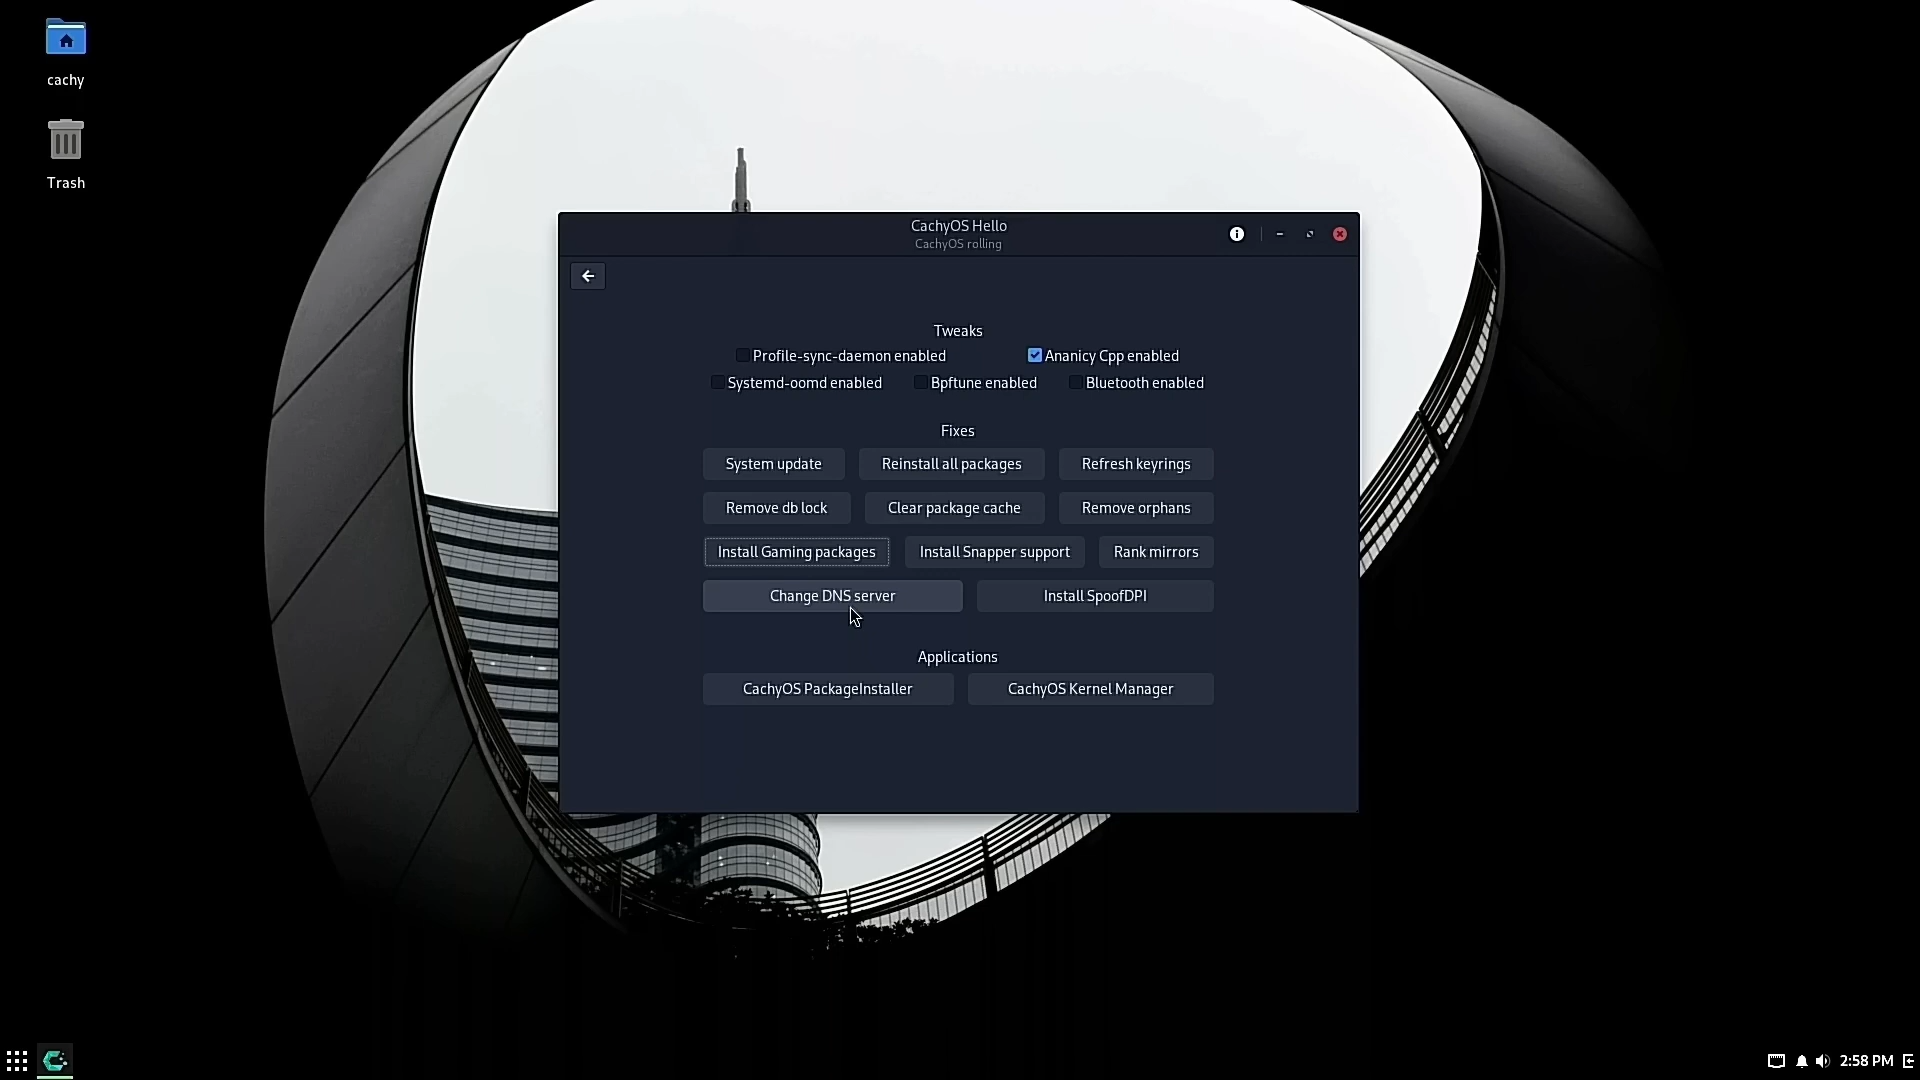 cachy
Trash
CachyOS Hello
CachyOS rolling
Tweaks
Profile-sync-daemon enabled
Ananicy Cpp enabled
Systemd-oomd enabled
Bpftune enabled
Bluetooth enabled
Fixes
System update
Reinstall all packages
Refresh keyrings
Remove db lock
Clear package cache
Remove orphans
Install Gaming packages
Install Snapper support
Rank mirrors
Change DNS server
Install SpoofDPI
Applications
CachyOS PackageInstaller
CachyOS Kernel Manager
2:58 PM